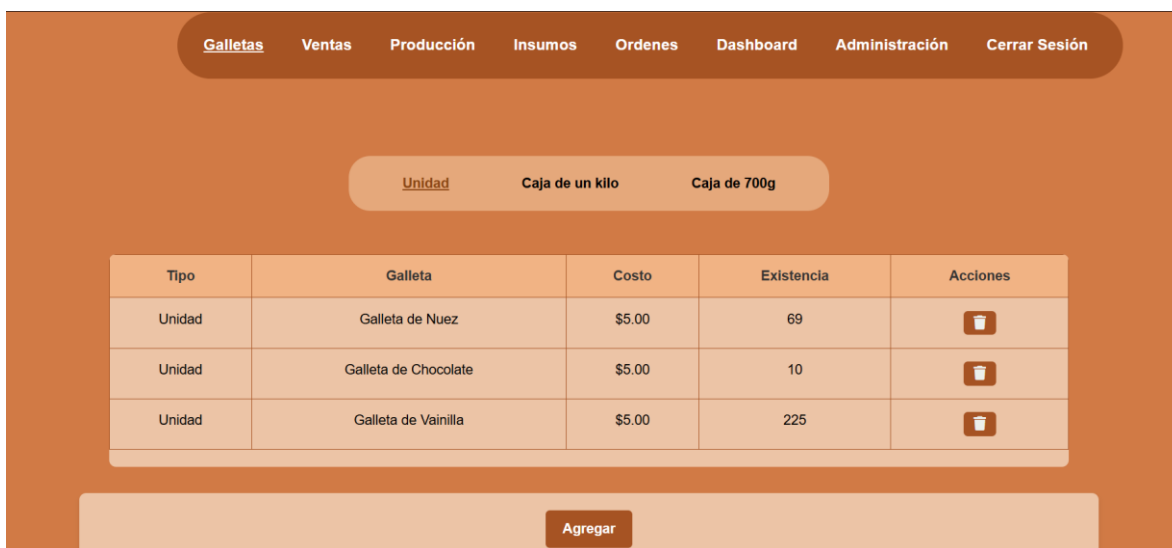 Galletas Ventas Producción Insumos Ordenes Dashboard Administración Cerrar Sesión
Unidad Caja de un kilo Caja de 700g
Tipo Galleta Costo Existencia Acciones
Unidad Galleta de Nuez $5.00 69
Unidad Galleta de Chocolate $5.00 10
Unidad Galleta de Vainilla $5.00 225
Agregar